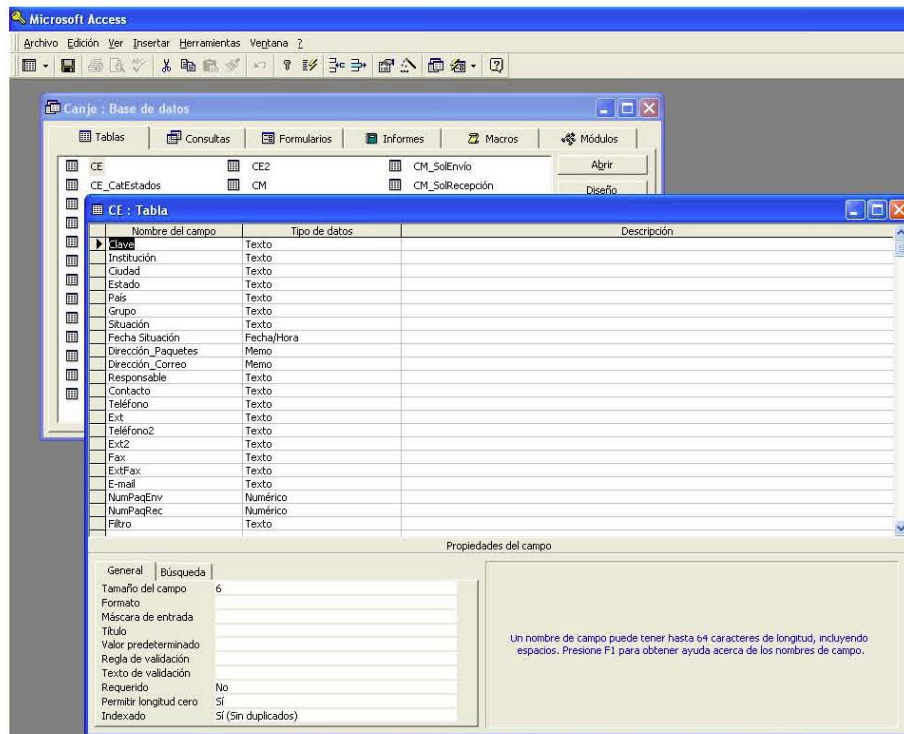 Microsoft Access
Archivo Edición Ver Insertar Herramientas Ventana ?
Canje : Base de datos
Tablas Consultas Formularios Informes Macros Módulos
CE CE2 CM_SolEnvío Abrir
CE_CatEstados CM CM_SolRecepción Diseño
CE : Tabla
Nombre del campo Tipo de datos Descripción
Clave Texto
Institución Texto
Ciudad Texto
Estado Texto
País Texto
Grupo Texto
Situación Texto
Fecha Situación Fecha/Hora
Dirección_Paquetes Memo
Dirección_Correo Memo
Responsable Texto
Contacto Texto
Teléfono Texto
Ext Texto
Teléfono2 Texto
Ext2 Texto
Fax Texto
ExtFax Texto
E-mail Texto
NumPaqEnv Numérico
NumPaqRec Numérico
Filtro Texto
Propiedades del campo
General Búsqueda
Tamaño del campo 6
Formato
Máscara de entrada
Título
Valor predeterminado
Regla de validación
Texto de validación
Requerido No
Permitir longitud cero Sí
Indexado Sí (Sin duplicados)
Un nombre de campo puede tener hasta 64 caracteres de longitud, incluyendo
espacios. Presione F1 para obtener ayuda acerca de los nombres de campo.